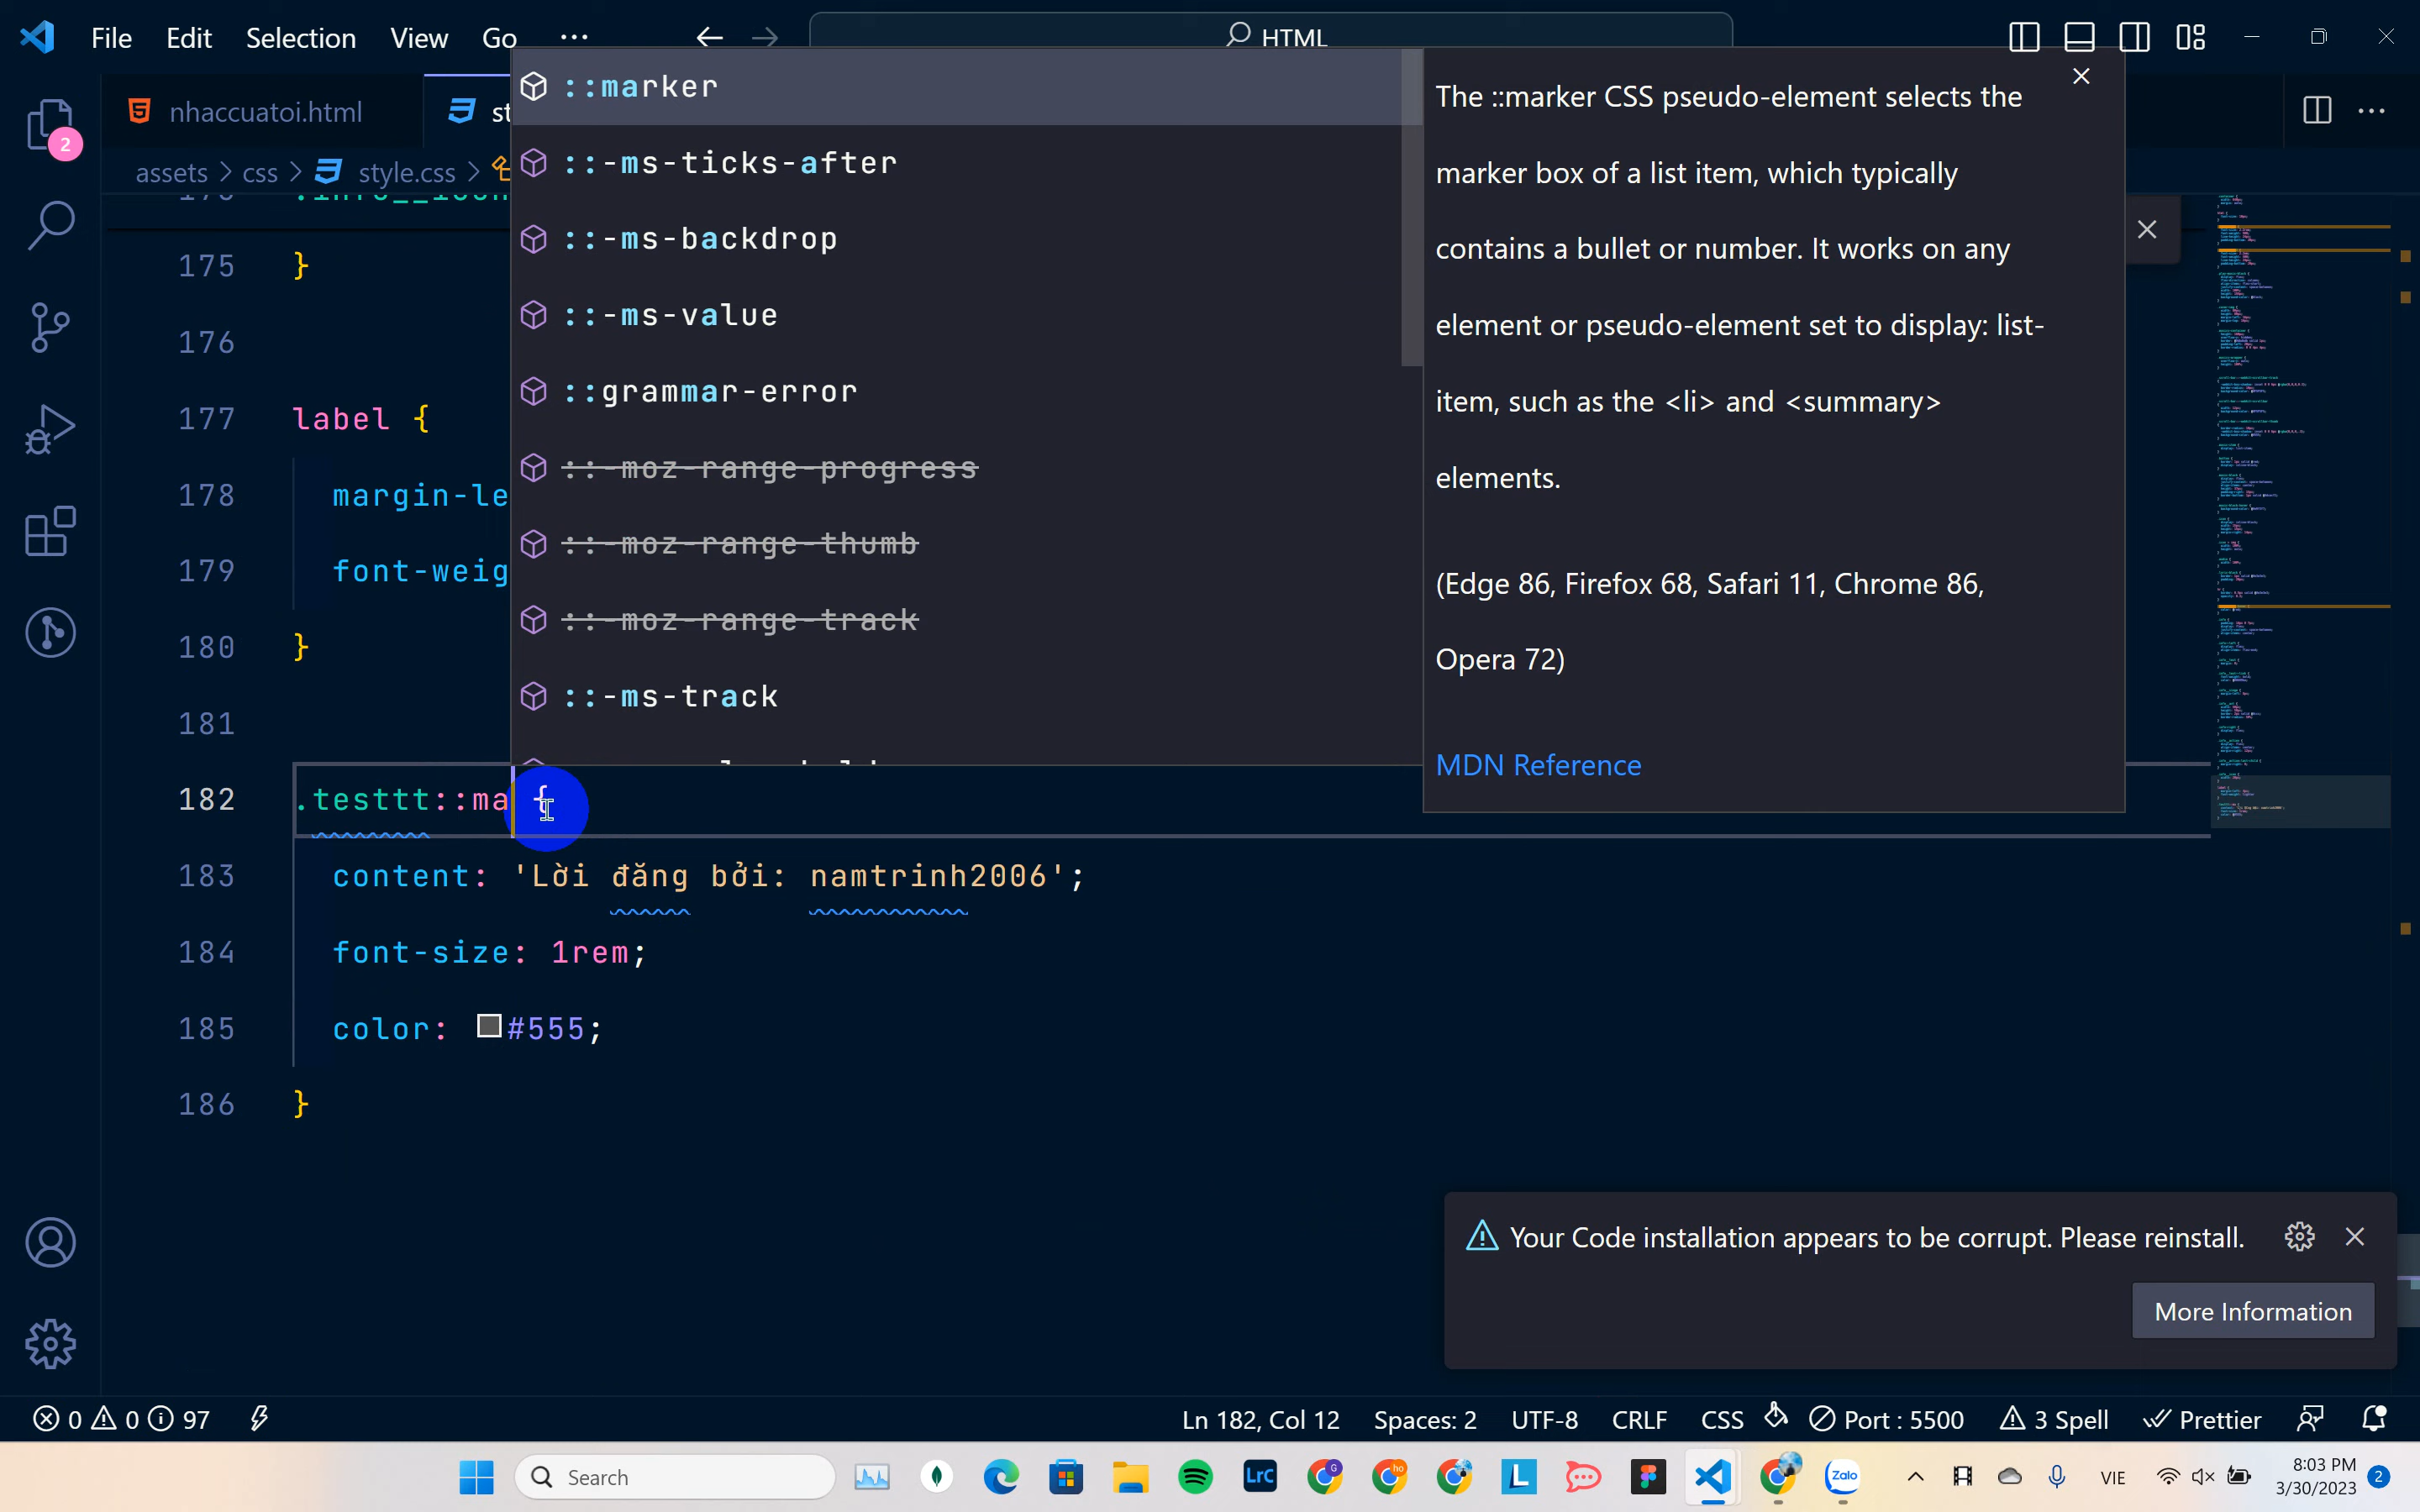 File Edit Selection View Go ··· HTML
nhaccuatoi.html
assets > css > style.css >
175 }
176
177 label {
178 margin-le
179 font-weig
180 }
181
182 .testtt::ma {
183 content: 'Lời đăng bởi: namtrinh2006';
184 font-size: 1rem;
185 color: #555;
186 }
::marker
::-ms-ticks-after
::-ms-backdrop
::-ms-value
::grammar-error
::-moz-range-progress
::-moz-range-thumb
::-moz-range-track
::-ms-track
The ::marker CSS pseudo-element selects the
marker box of a list item, which typically
contains a bullet or number. It works on any
element or pseudo-element set to display: list-
item, such as the <li> and <summary>
elements.
(Edge 86, Firefox 68, Safari 11, Chrome 86,
Opera 72)
MDN Reference
2
Your Code installation appears to be corrupt. Please reinstall.
More Information
0 0 97 Ln 182, Col 12 Spaces: 2 UTF-8 CRLF CSS Port : 5500 3 Spell Prettier
Search LrC G ho L Zalo VIE 8:03 PM 2
3/30/2023